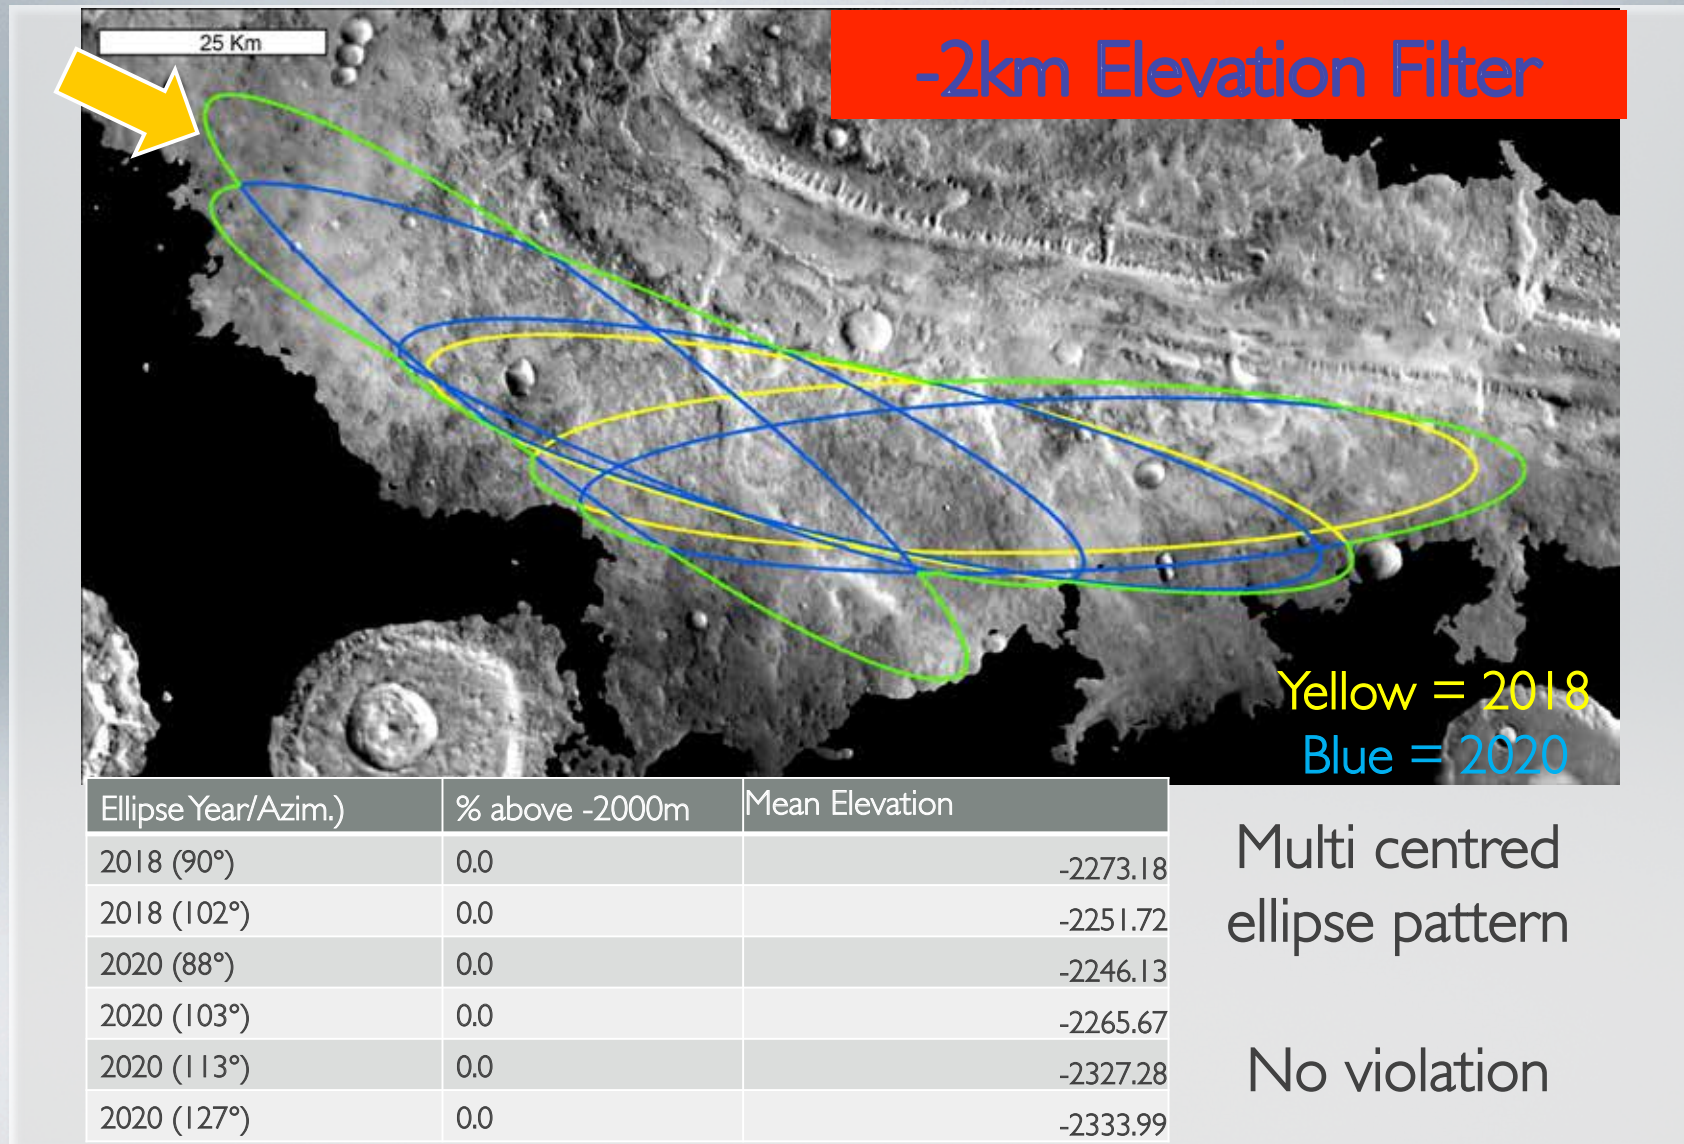 25 Km
-2km Elevation Filter
Yellow = 2018
Blue = 2020
Ellipse Year/Azim.) % above -2000m Mean Elevation
2018 (90°) 0.0 -2273.18
2018 (102°) 0.0 -2251.72
2020 (88°) 0.0 -2246.13
2020 (103°) 0.0 -2265.67
2020 (113°) 0.0 -2327.28
2020 (127°) 0.0 -2333.99
Multi centred
ellipse pattern
No violation